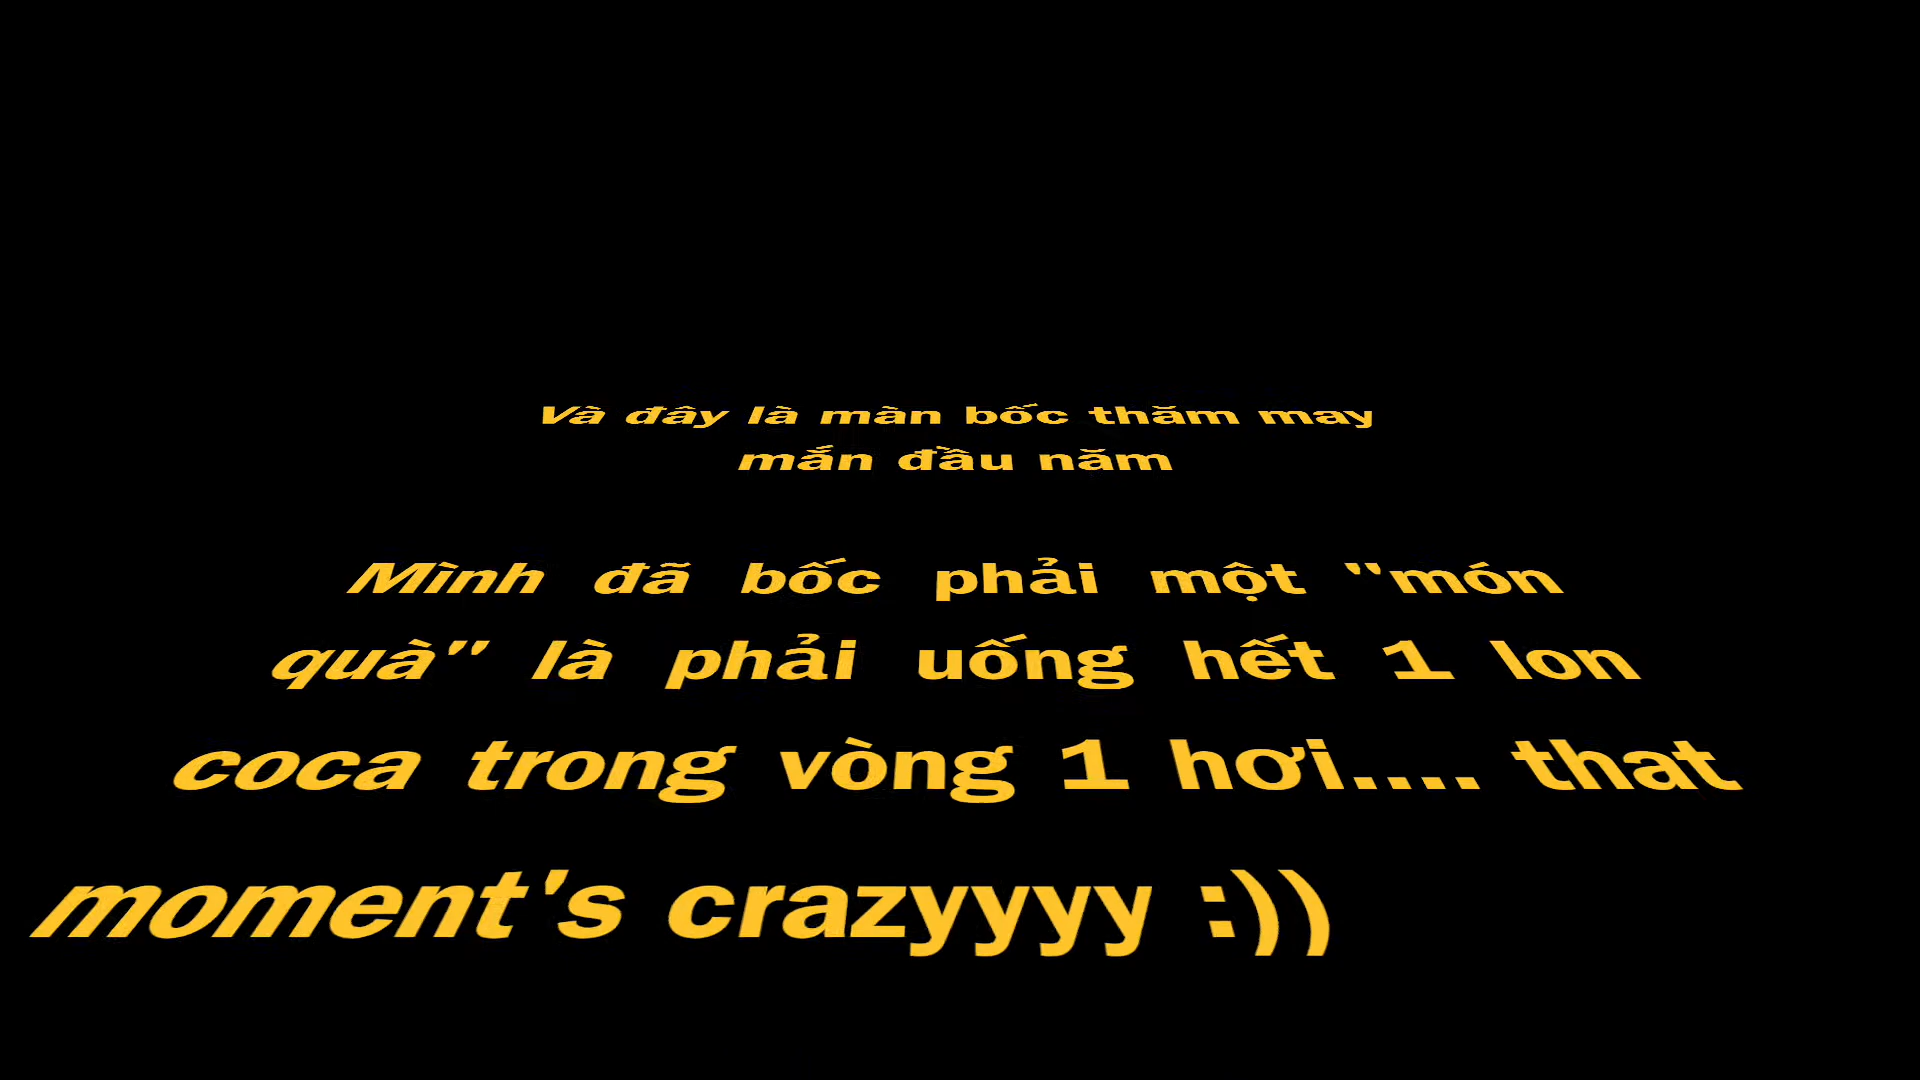 Và đây là màn bốc thăm may
mắn đầu năm
Mình đã bốc phải một "món
quà" là phải uống hết 1 lon
coca trong vòng 1 hơi.... that
moment's crazyyyy :))